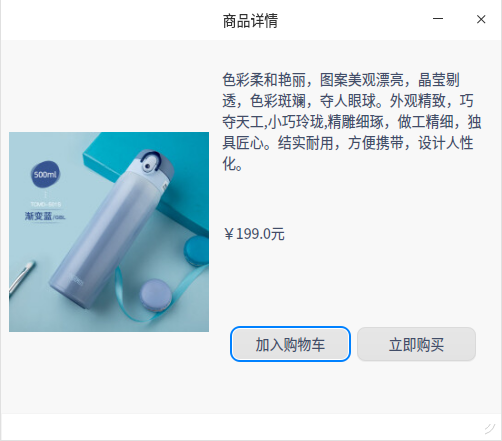 商品详情
色彩柔和艳丽，图案美观漂亮，晶莹剔
透，色彩斑斓，夺人眼球。外观精致，巧
夺天工,小巧玲珑,精雕细琢，做工精细，独
具匠心。结实耐用，方便携带，设计人性
化。
500ml
渐变蓝
￥199.0元
加入购物车
立即购买